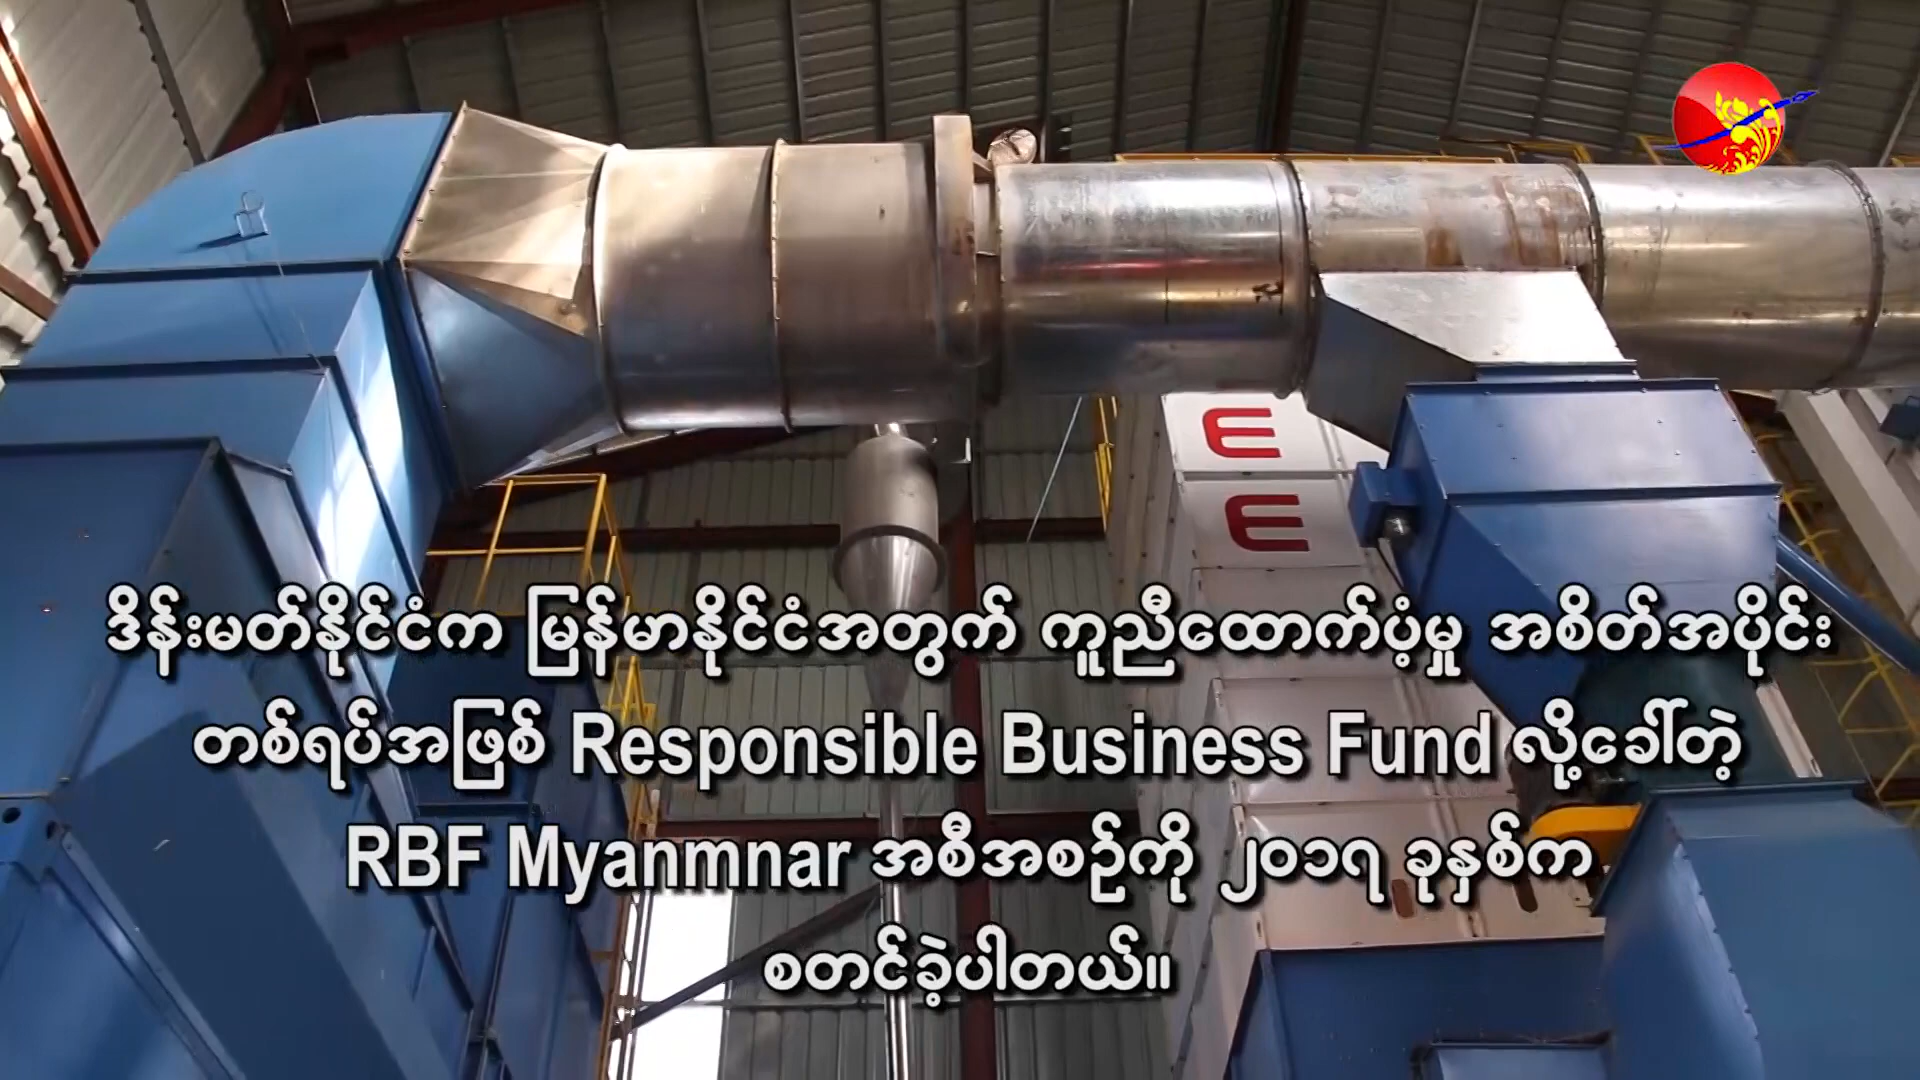 E
E
ဒိန်းမတ်နိုင်ငံက မြန်မာနိုင်ငံအတွက် ကူညီထောက်ပံ့မှု အစိတ်အပိုင်း
တစ်ရပ်အဖြစ် Responsible Business Fund လို့ခေါ်တဲ့
RBF Myanmnar အစီအစဉ်ကို ၂၀၁၇ ခုနှစ်က
စတင်ခဲ့ပါတယ်။